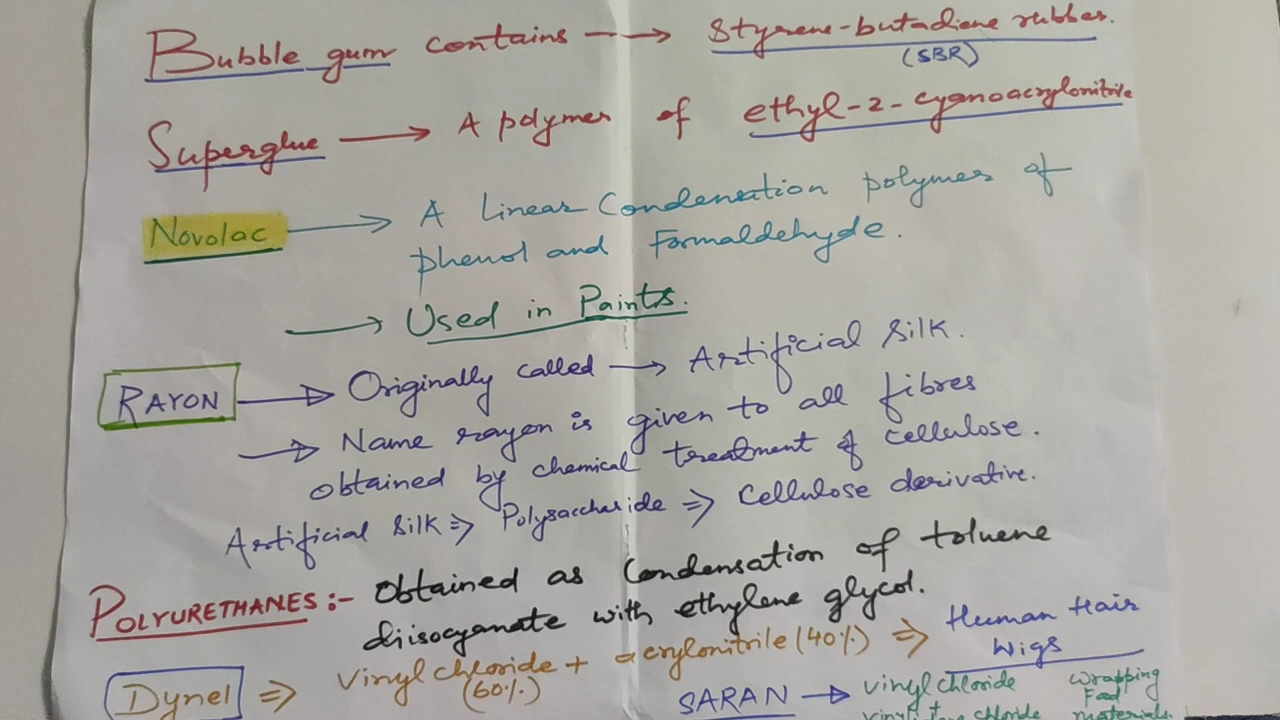 Bubble gum contains --→ Styrene-butadiene rubber.
(SBR)
Superglue → A polymer of ethyl-2-cyanoacrylonitrile
Novolac → A Linear Condensation polymer of
phenol and Formaldehyde.
→ Used in Paints.
RAYON → Originally called → Artificial Silk.
→ Name rayon is given to all fibres
obtained by chemical treatment of cellulose.
Artificial Silk ⇒ Polysaccharide ⇒ Cellulose derivative.
POLYURETHANES :- Obtained as Condensation of toluene
diisocyanate with ethylene glycol.
Dynel ⇒ Vinyl chloride + acrylonitrile (40%) ⇒ Human Hair
(60%) Wigs
SARAN → vinyl chloride wrapping
+ Food
chloride materials.